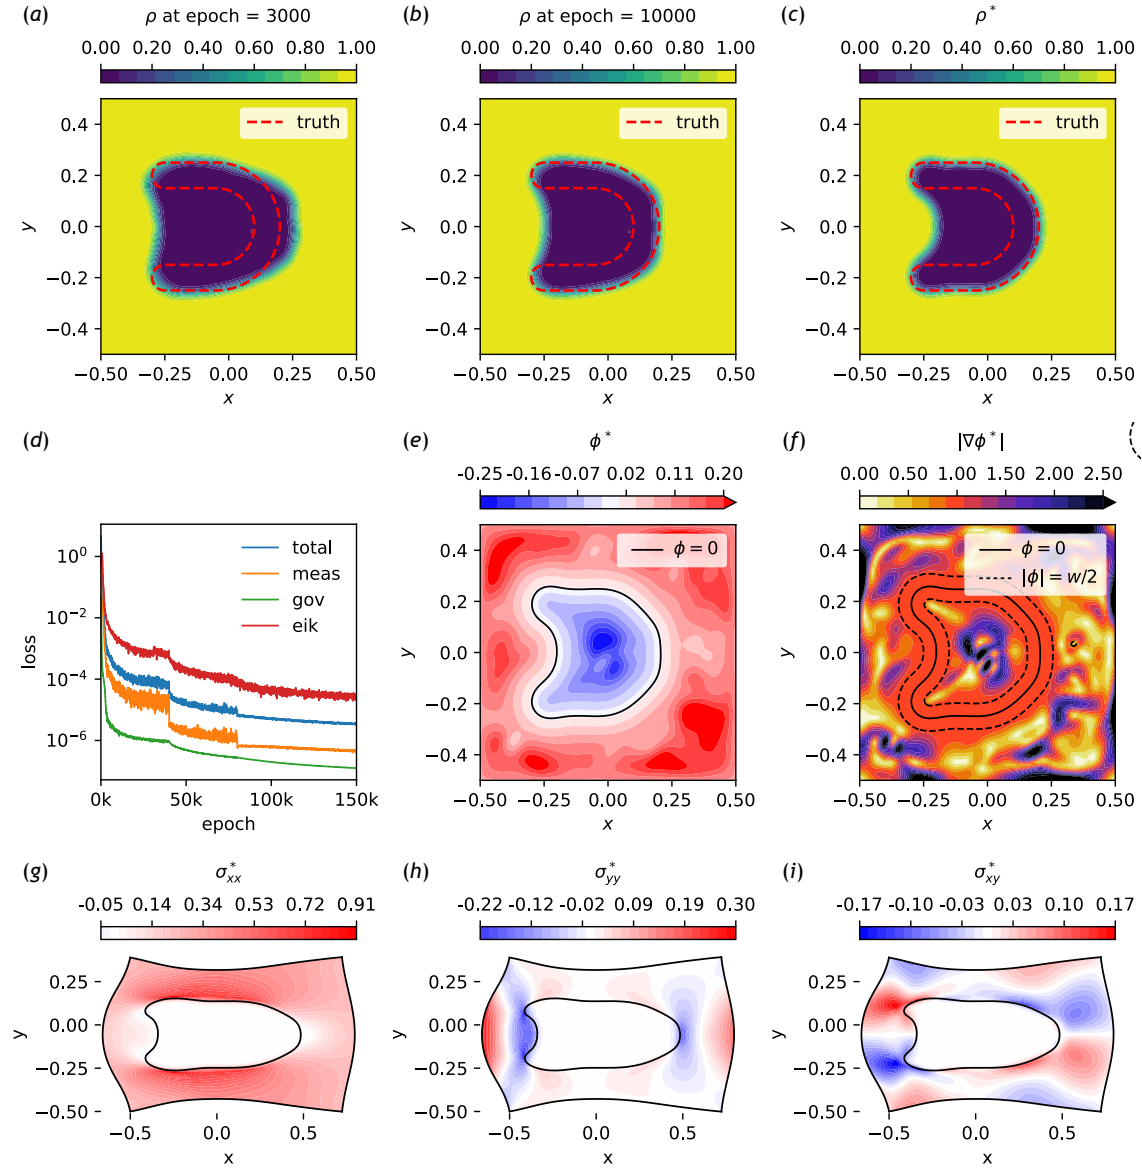 (a) ρ at epoch = 3000
0.00 0.20 0.40 0.60 0.80 1.00
truth
0.4
0.2
0.0
−0.2
−0.4
y
−0.50 −0.25 0.00 0.25 0.50
x
(b) ρ at epoch = 10000
0.00 0.20 0.40 0.60 0.80 1.00
truth
0.4
0.2
0.0
−0.2
−0.4
y
−0.50 −0.25 0.00 0.25 0.50
x
(c) ρ*
0.00 0.20 0.40 0.60 0.80 1.00
truth
0.4
0.2
0.0
−0.2
−0.4
y
−0.50 −0.25 0.00 0.25 0.50
x
(d)
total
meas
gov
eik
10⁰
10⁻²
10⁻⁴
10⁻⁶
loss
0k 50k 100k 150k
epoch
(e) ϕ*
-0.25 -0.16 -0.07 0.02 0.11 0.20
ϕ = 0
0.4
0.2
0.0
−0.2
−0.4
y
−0.50 −0.25 0.00 0.25 0.50
x
(f) |∇ϕ*|
0.00 0.50 1.00 1.50 2.00 2.50
ϕ = 0
|ϕ| = w/2
0.4
0.2
0.0
−0.2
−0.4
y
−0.50 −0.25 0.00 0.25 0.50
x
(g) σ*xx
-0.05 0.14 0.34 0.53 0.72 0.91
0.25
0.00
−0.25
−0.50
y
−0.5 0.0 0.5
x
(h) σ*yy
-0.22 -0.12 -0.02 0.09 0.19 0.30
0.25
0.00
−0.25
−0.50
y
−0.5 0.0 0.5
x
(i) σ*xy
-0.17 -0.10 -0.03 0.03 0.10 0.17
0.25
0.00
−0.25
−0.50
y
−0.5 0.0 0.5
x